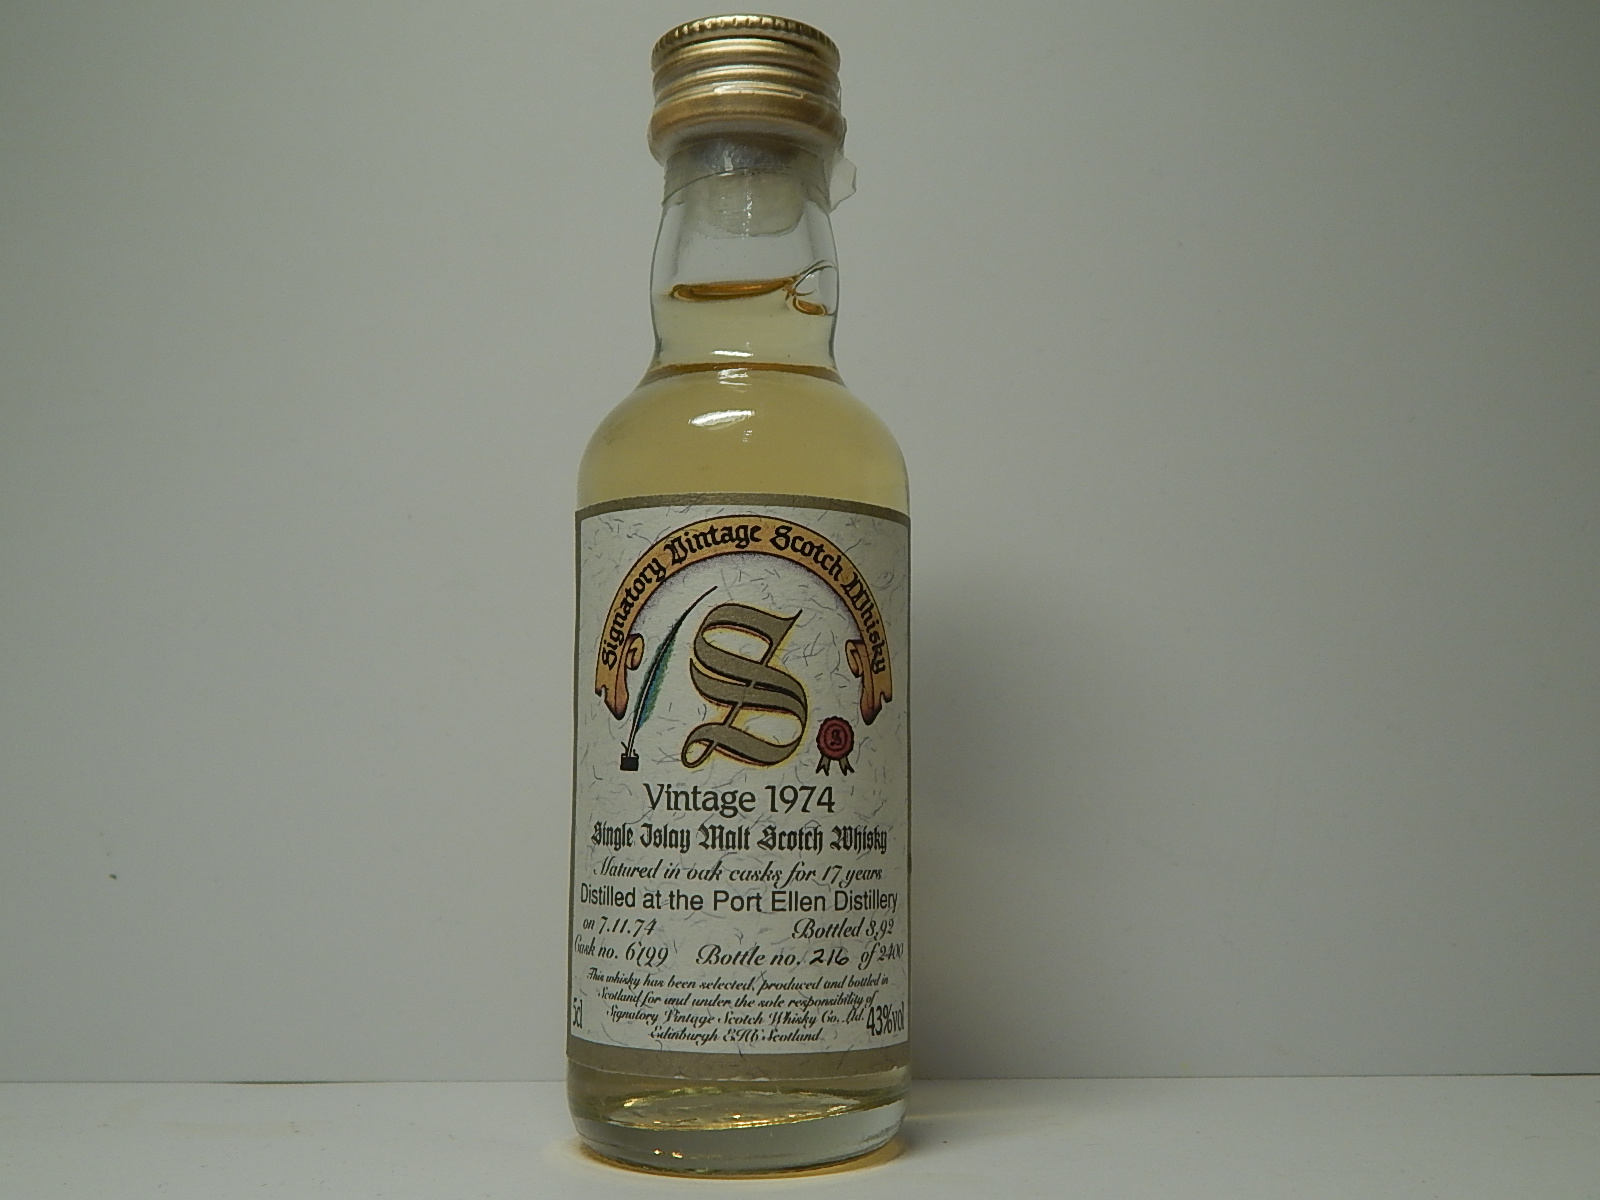 Signatory Vintage Scotch Whisky
S
S
Vintage 1974
Single Islay Malt Scotch Whisky
Matured in oak casks for 17 years
Distilled at the Port Ellen Distillery
on 7.11.74 Bottled 3,92
Cask no. 6199 Bottle no. 216 of 2400
This whisky has been selected, produced and bottled in
Scotland for and under the sole responsibility of
Signatory Vintage Scotch Whisky Co. Ltd.
Edinburgh EH6 Scotland
5cl 43%vol